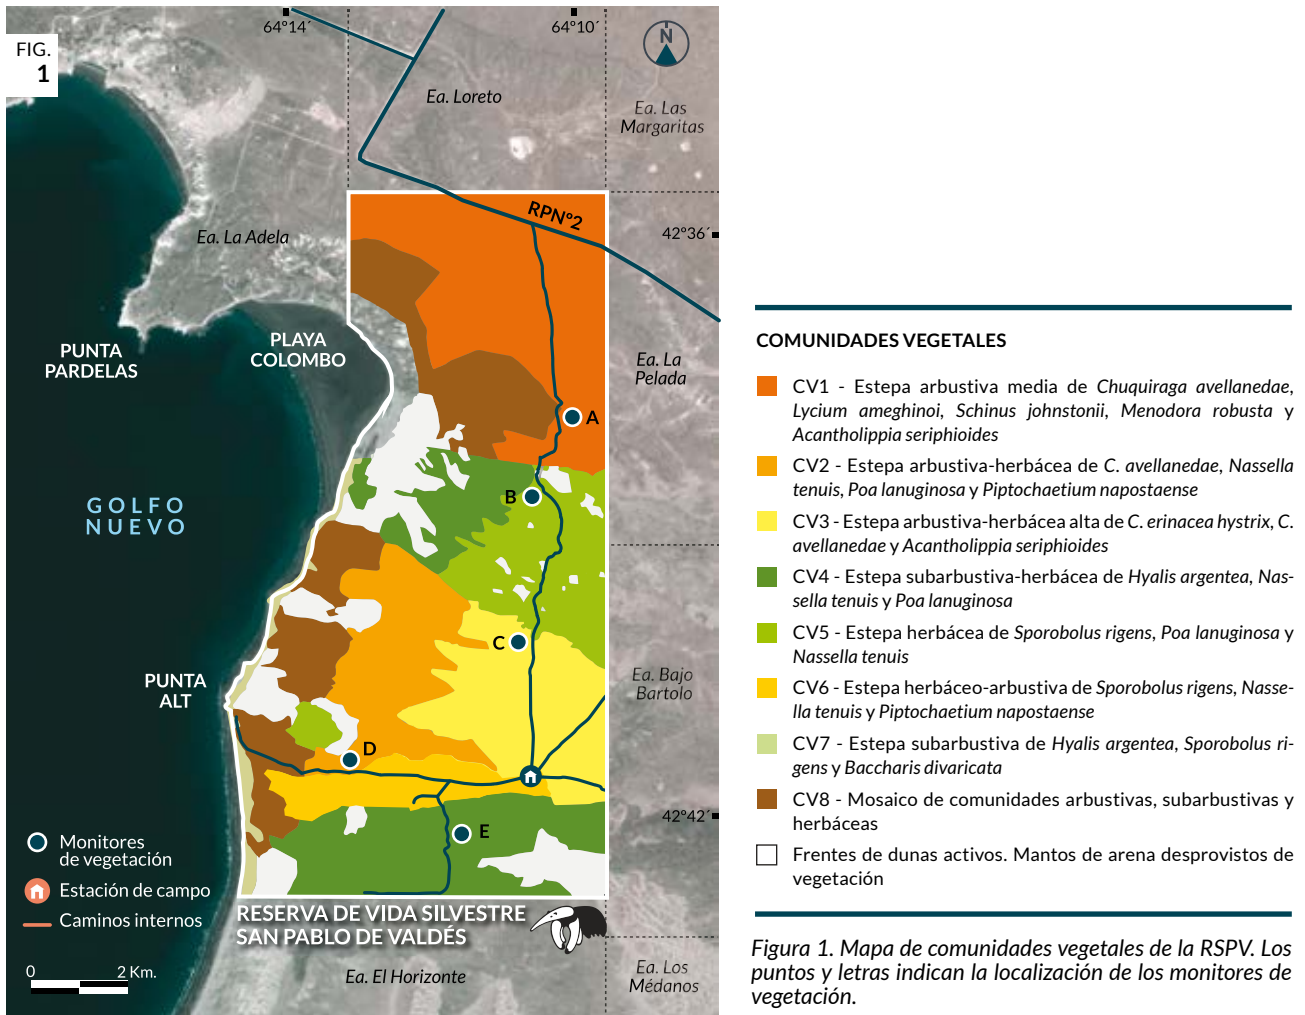 FIG.
1
64°14´
64°10´
N
Ea. Loreto
Ea. Las
Margaritas
RPN°2
Ea. La Adela
42°36´
PUNTA
PARDELAS
PLAYA
COLOMBO
Ea. La
Pelada
A
B
GOLFO
NUEVO
C
Ea. Bajo
Bartolo
PUNTA
ALT
D
42°42´
E
Monitores
de vegetación
Estación de campo
Caminos internos
0 2 Km.
RESERVA DE VIDA SILVESTRE
SAN PABLO DE VALDÉS
Ea. El Horizonte
Ea. Los
Médanos
COMUNIDADES VEGETALES
CV1 - Estepa arbustiva media de Chuquiraga avellanedae,
Lycium ameghinoi, Schinus johnstonii, Menodora robusta y
Acantholippia seriphioides
CV2 - Estepa arbustiva-herbácea de C. avellanedae, Nassella
tenuis, Poa lanuginosa y Piptochaetium napostaense
CV3 - Estepa arbustiva-herbácea alta de C. erinacea hystrix, C.
avellanedae y Acantholippia seriphioides
CV4 - Estepa subarbustiva-herbácea de Hyalis argentea, Nas-
sella tenuis y Poa lanuginosa
CV5 - Estepa herbácea de Sporobolus rigens, Poa lanuginosa y
Nassella tenuis
CV6 - Estepa herbáceo-arbustiva de Sporobolus rigens, Nasse-
lla tenuis y Piptochaetium napostaense
CV7 - Estepa subarbustiva de Hyalis argentea, Sporobolus ri-
gens y Baccharis divaricata
CV8 - Mosaico de comunidades arbustivas, subarbustivas y
herbáceas
Frentes de dunas activos. Mantos de arena desprovistos de
vegetación
Figura 1. Mapa de comunidades vegetales de la RSPV. Los
puntos y letras indican la localización de los monitores de
vegetación.